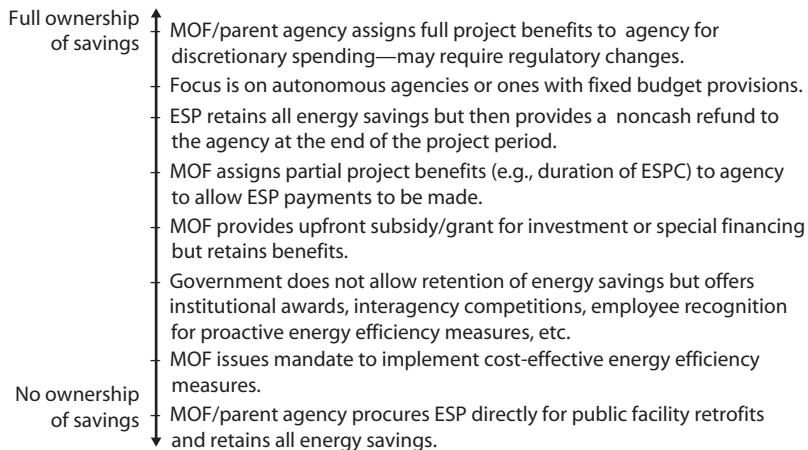 Full ownership
of savings
MOF/parent agency assigns full project benefits to agency for
discretionary spending—may require regulatory changes.
Focus is on autonomous agencies or ones with fixed budget provisions.
ESP retains all energy savings but then provides a noncash refund to
the agency at the end of the project period.
MOF assigns partial project benefits (e.g., duration of ESPC) to agency
to allow ESP payments to be made.
MOF provides upfront subsidy/grant for investment or special financing
but retains benefits.
Government does not allow retention of energy savings but offers
institutional awards, interagency competitions, employee recognition
for proactive energy efficiency measures, etc.
MOF issues mandate to implement cost-effective energy efficiency
measures.
No ownership
of savings
MOF/parent agency procures ESP directly for public facility retrofits
and retains all energy savings.